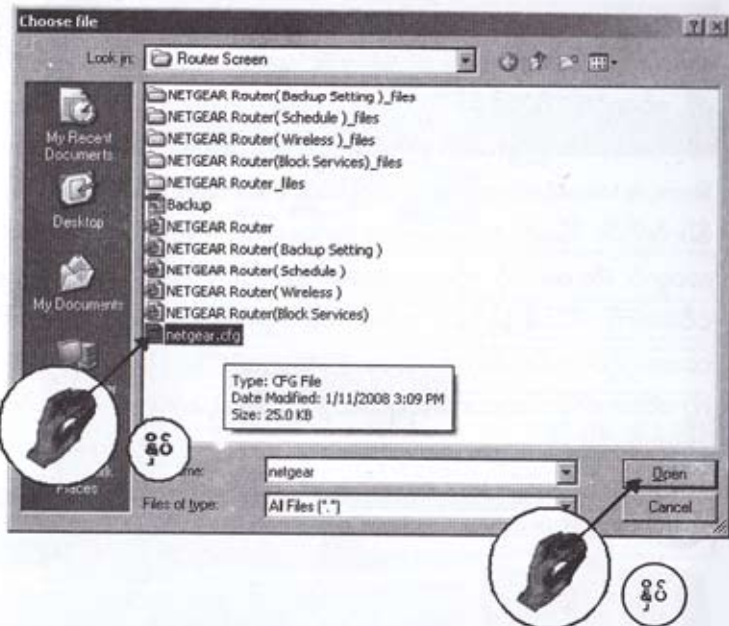 Choose file
Look in: Router Screen
My Recent Documents
Desktop
My Documents
Places
NETGEAR Router( Backup Setting )_files
NETGEAR Router( Schedule )_files
NETGEAR Router( Wireless )_files
NETGEAR Router(Block Services)_files
NETGEAR Router_files
Backup
NETGEAR Router
NETGEAR Router( Backup Setting )
NETGEAR Router( Schedule )
NETGEAR Router( Wireless )
NETGEAR Router(Block Services)
netgear.cfg
Type: CFG File
Date Modified: 1/11/2008 3:09 PM
Size: 25.0 KB
နှိပ်
netgear
Open
Files of type: All Files (*.*)
Cancel
နှိပ်